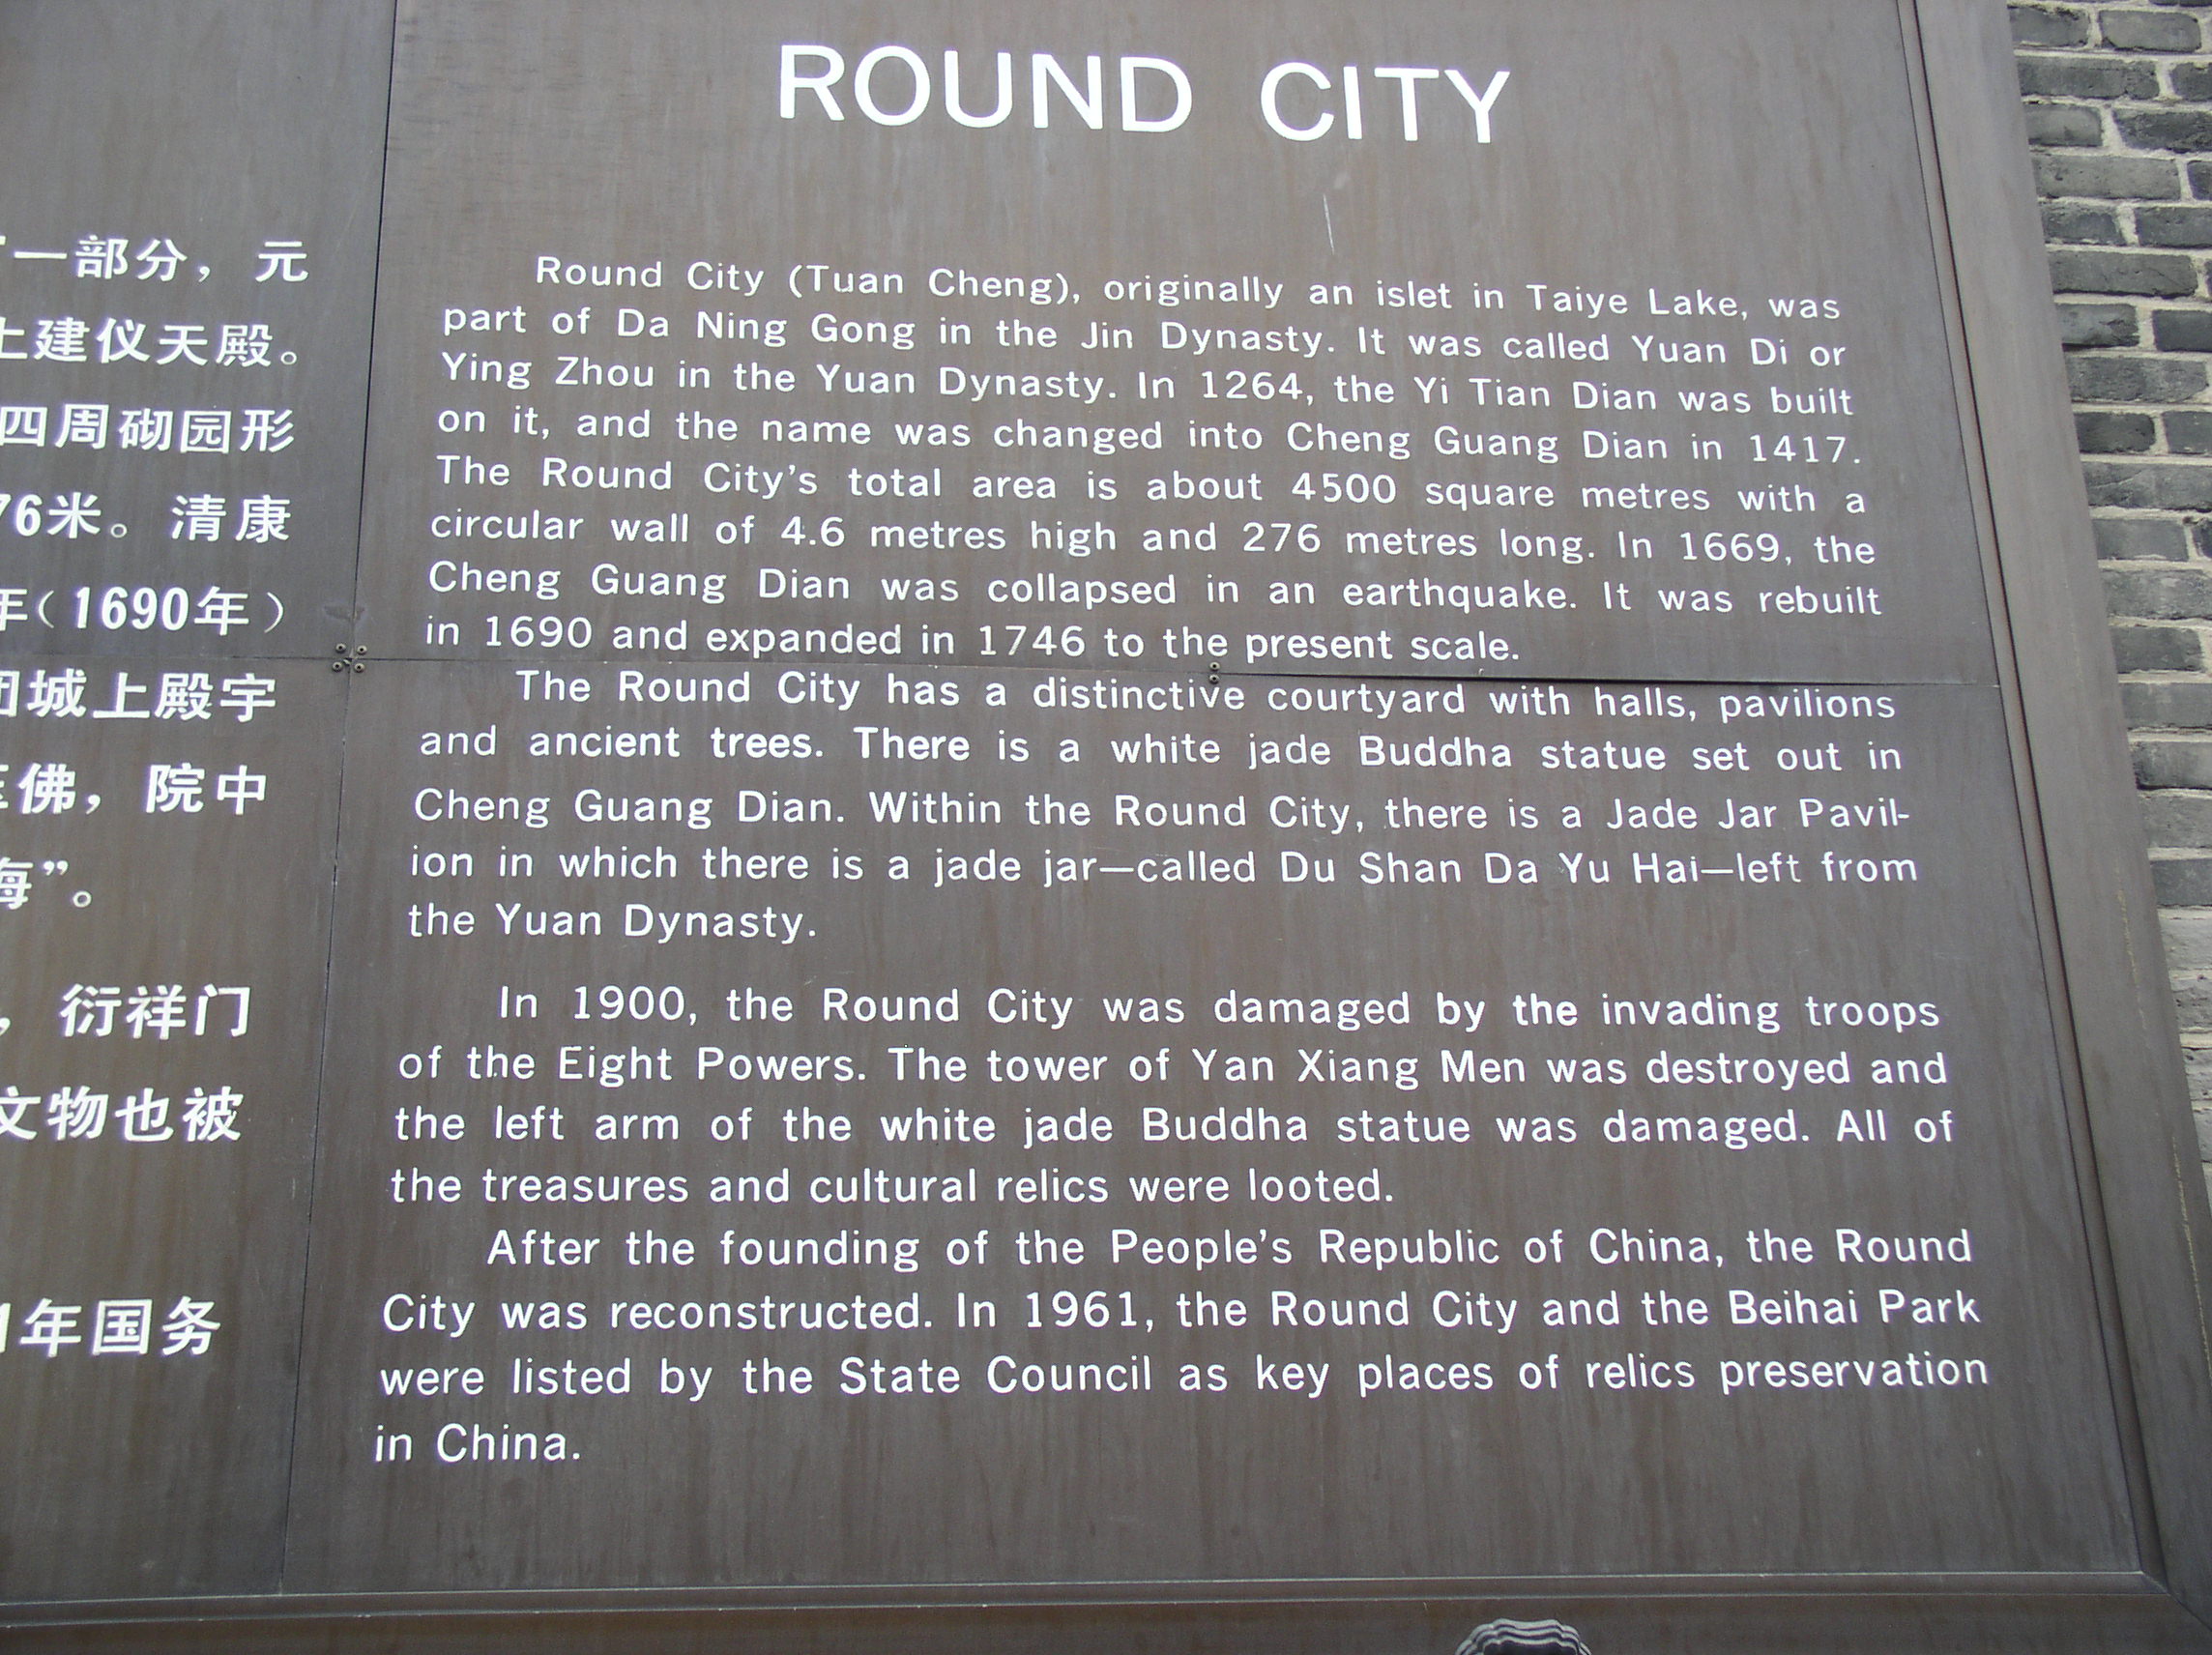 一部分，元
上建仪天殿。
四周砌园形
76米。清康
年（1690年）
团城上殿宇
玉佛，院中
海”。
，衍祥门
文物也被
年国务
ROUND CITY
Round City (Tuan Cheng), originally an islet in Taiye Lake, was
part of Da Ning Gong in the Jin Dynasty. It was called Yuan Di or
Ying Zhou in the Yuan Dynasty. In 1264, the Yi Tian Dian was built
on it, and the name was changed into Cheng Guang Dian in 1417.
The Round City's total area is about 4500 square metres with a
circular wall of 4.6 metres high and 276 metres long. In 1669, the
Cheng Guang Dian was collapsed in an earthquake. It was rebuilt
in 1690 and expanded in 1746 to the present scale.
The Round City has a distinctive courtyard with halls, pavilions
and ancient trees. There is a white jade Buddha statue set out in
Cheng Guang Dian. Within the Round City, there is a Jade Jar Pavil-
ion in which there is a jade jar—called Du Shan Da Yu Hai—left from
the Yuan Dynasty.
In 1900, the Round City was damaged by the invading troops
of the Eight Powers. The tower of Yan Xiang Men was destroyed and
the left arm of the white jade Buddha statue was damaged. All of
the treasures and cultural relics were looted.
After the founding of the People's Republic of China, the Round
City was reconstructed. In 1961, the Round City and the Beihai Park
were listed by the State Council as key places of relics preservation
in China.